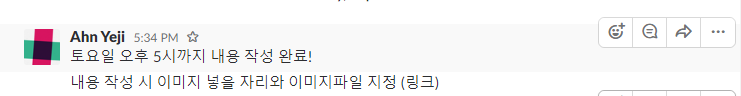 Ahn Yeji 5:34 PM
토요일 오후 5시까지 내용 작성 완료!
내용 작성 시 이미지 넣을 자리와 이미지파일 지정 (링크)